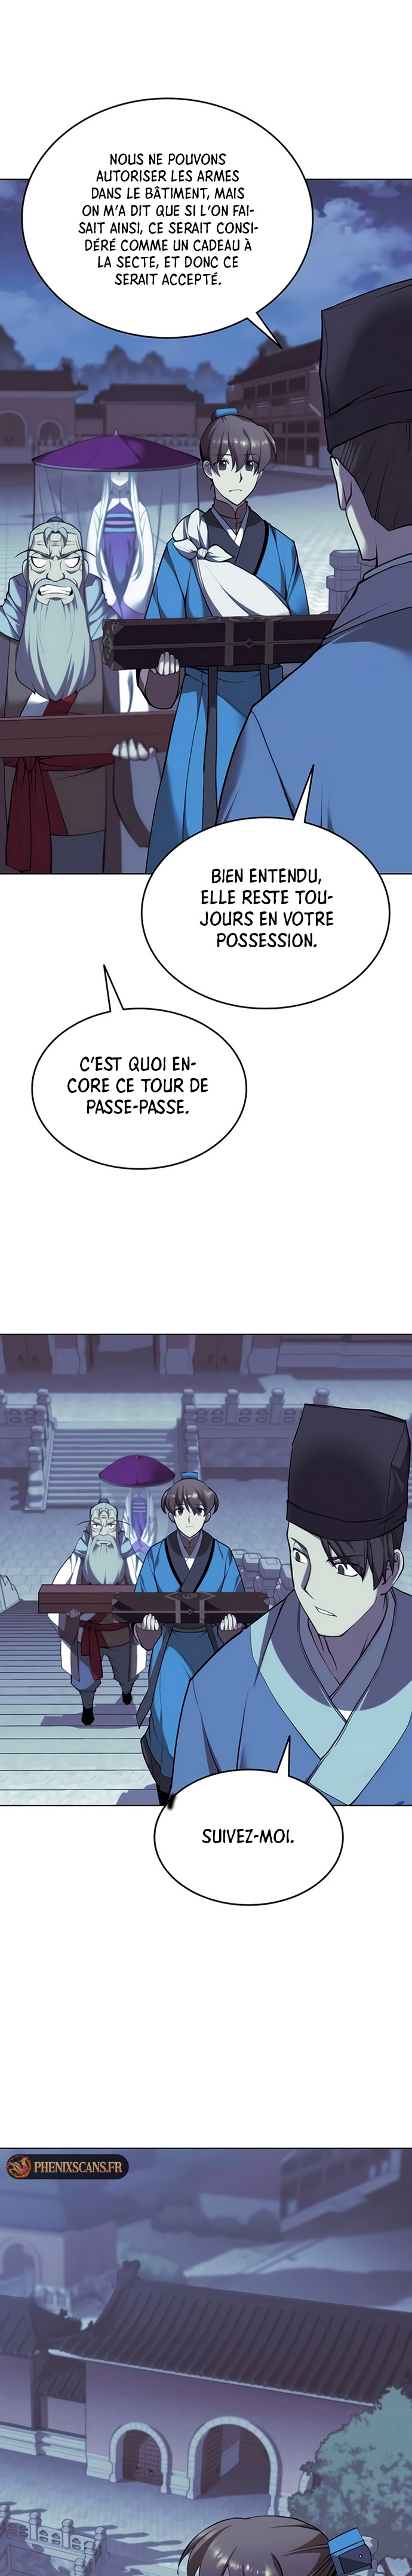 NOUS NE POUVONS
AUTORISER LES ARMES
DANS LE BÂTIMENT, MAIS
ON M'A DIT QUE SI L'ON FAI-
SAIT AINSI, CE SERAIT CONSI-
DÉRÉ COMME UN CADEAU À
LA SECTE, ET DONC CE
SERAIT ACCEPTÉ.
BIEN ENTENDU,
ELLE RESTE TOU-
JOURS EN VOTRE
POSSESSION.
C'EST QUOI EN-
CORE CE TOUR DE
PASSE-PASSE.
SUIVEZ-MOI.
PHENIXSCANS.FR